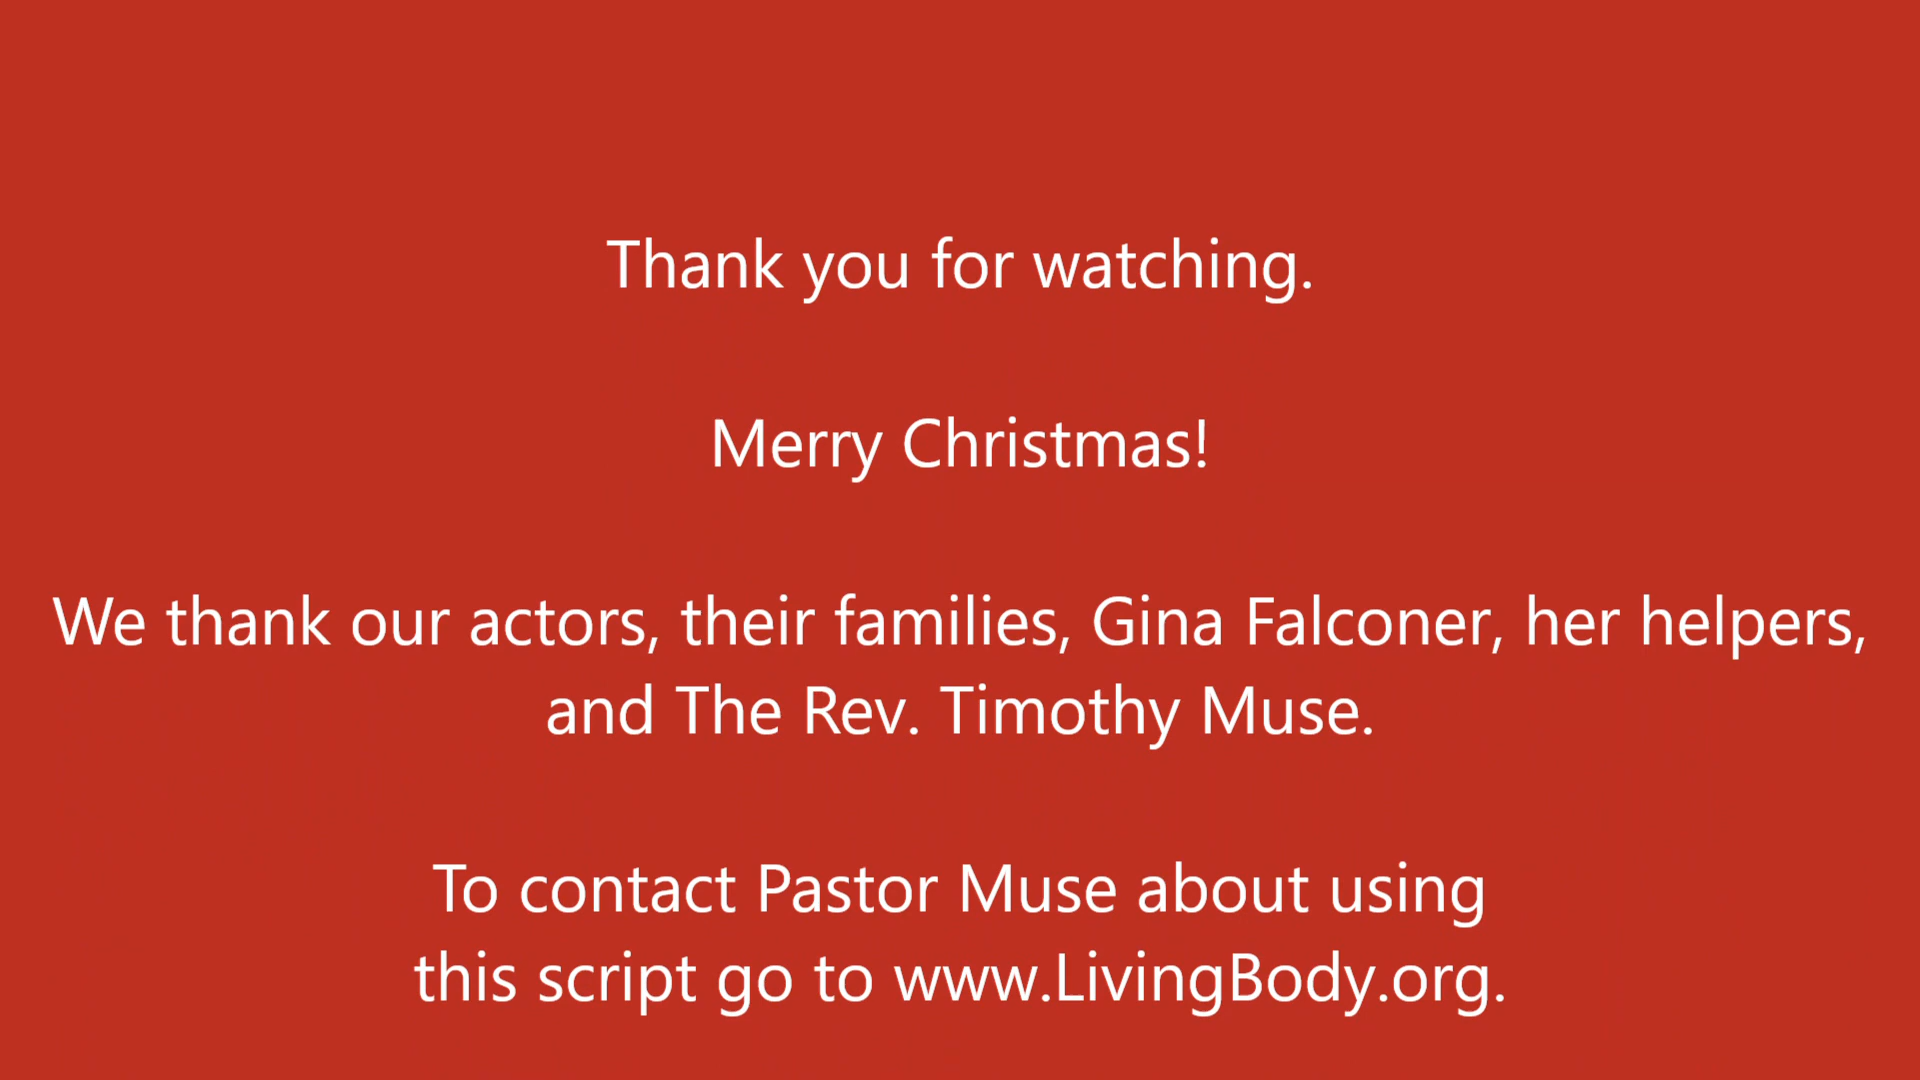 Thank you for watching.
Merry Christmas!
We thank our actors, their families, Gina Falconer, her helpers,
and The Rev. Timothy Muse.
To contact Pastor Muse about using
this script go to www.LivingBody.org.